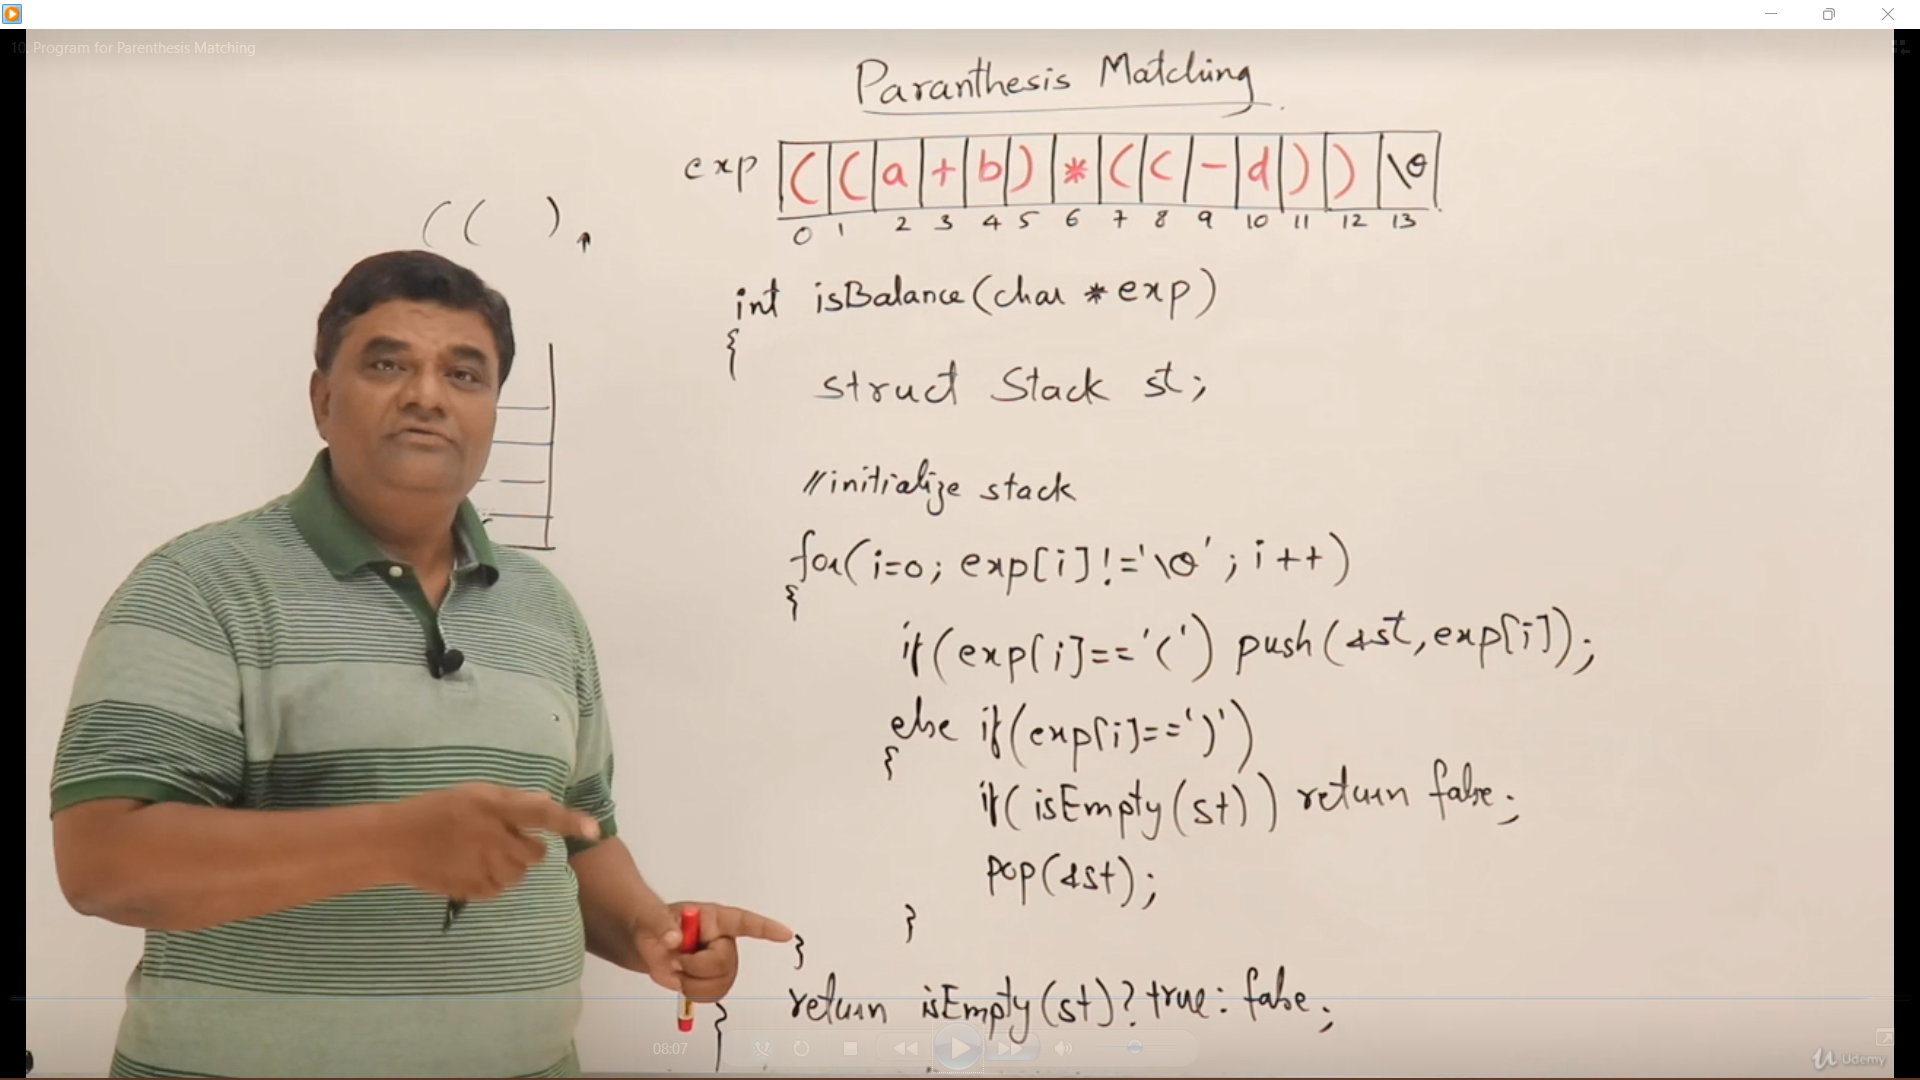 10. Program for Parenthesis Matching
Paranthesis Matching
exp ( ( a + b ) * ( c - d ) ) \0
0 1 2 3 4 5 6 7 8 9 10 11 12 13
( ( )
int isBalance(char *exp)
{
struct Stack st;
//initialize stack
for(i=0; exp[i]!='\0'; i++)
{
if(exp[i]=='(') push(&st,exp[i]);
else if(exp[i]==')')
{
if(isEmpty(st)) return false;
pop(&st);
}
}
return isEmpty(st)? true: false;
}
08:07
Udemy